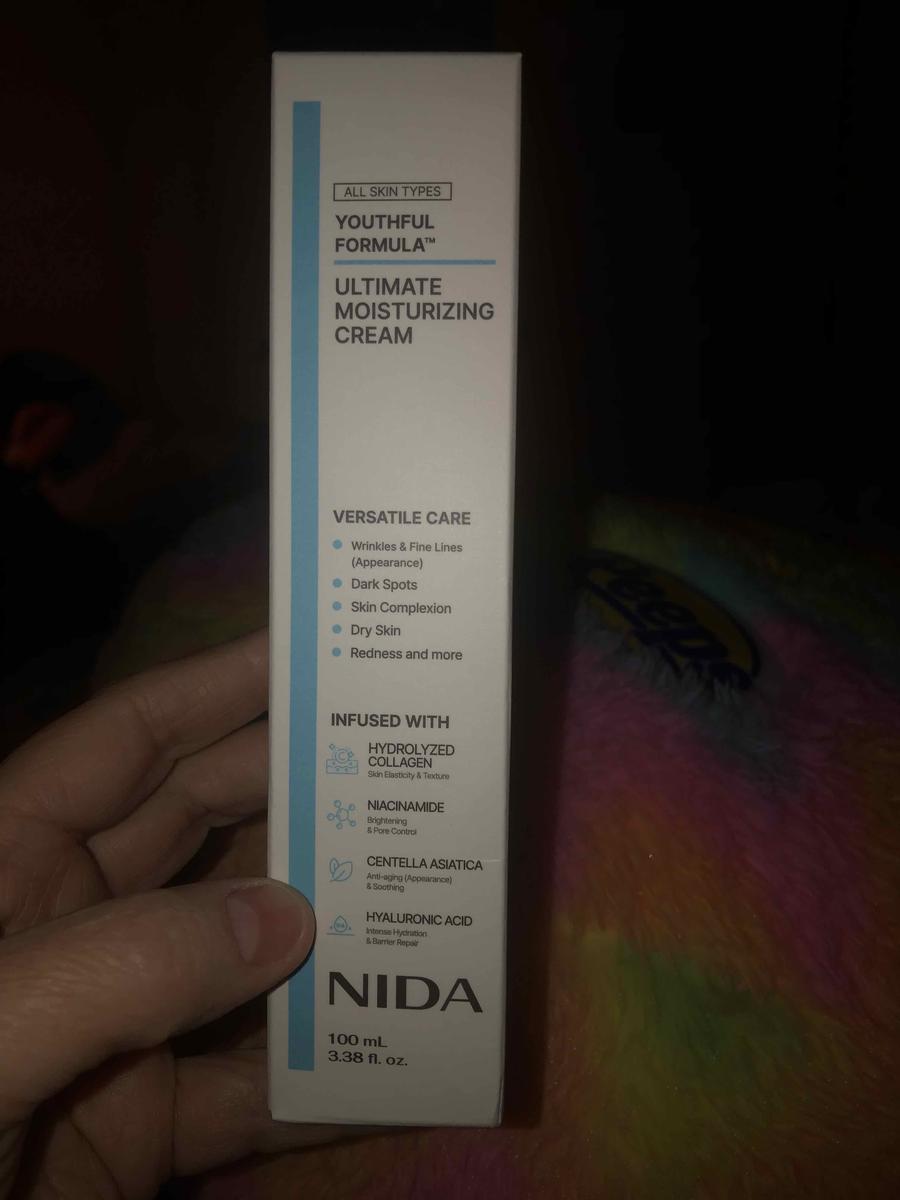 ALL SKIN TYPES
YOUTHFUL
FORMULA™
ULTIMATE
MOISTURIZING
CREAM
VERSATILE CARE
Wrinkles & Fine Lines
(Appearance)
Dark Spots
Skin Complexion
Dry Skin
Redness and more
INFUSED WITH
HYDROLYZED
COLLAGEN
Skin Elasticity & Texture
NIACINAMIDE
Brightening
& Pore Control
CENTELLA ASIATICA
Anti-aging (Appearance)
& Soothing
HYALURONIC ACID
Intense Hydration
& Barrier Repair
NIDA
100 mL
3.38 fl. oz.